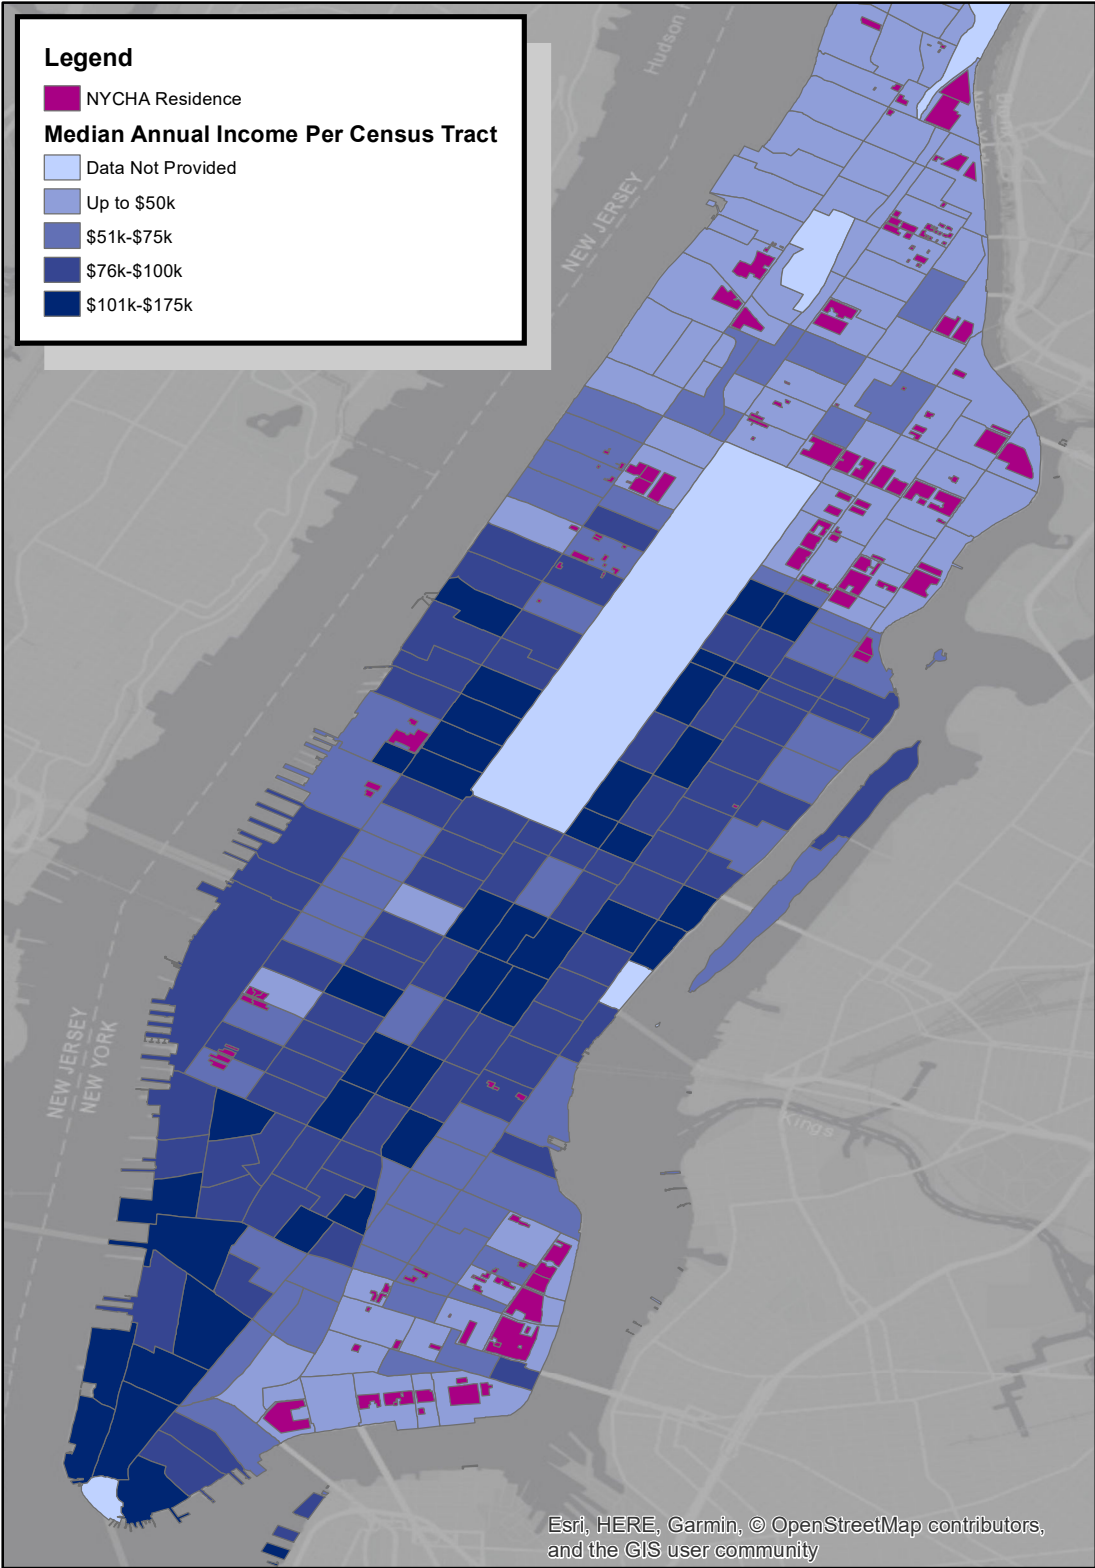 Legend
NYCHA Residence
Median Annual Income Per Census Tract
Data Not Provided
Up to $50k
$51k-$75k
$76k-$100k
$101k-$175k
Hudson
NEW JERSEY
NEW JERSEY
NEW YORK
Kings
Esri, HERE, Garmin, © OpenStreetMap contributors,
and the GIS user community